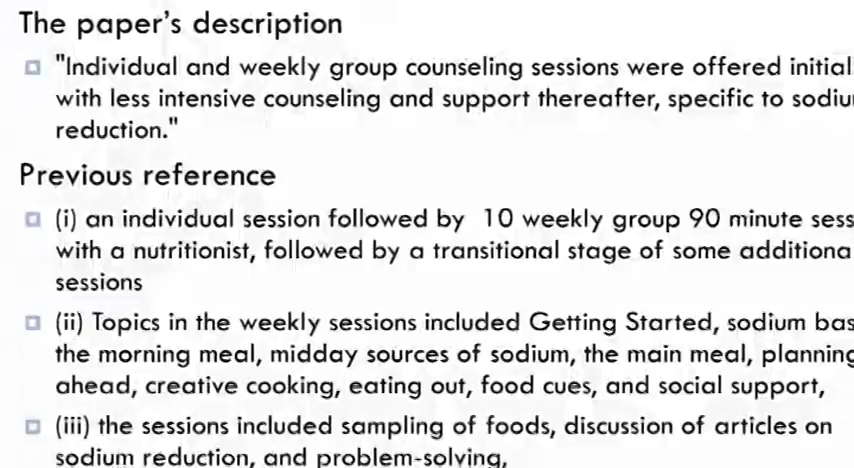 The paper's description
"Individual and weekly group counseling sessions were offered initial
with less intensive counseling and support thereafter, specific to sodiu
reduction."
Previous reference
(i) an individual session followed by 10 weekly group 90 minute sess
with a nutritionist, followed by a transitional stage of some additiona
sessions
(ii) Topics in the weekly sessions included Getting Started, sodium bas
the morning meal, midday sources of sodium, the main meal, planning
ahead, creative cooking, eating out, food cues, and social support,
(iii) the sessions included sampling of foods, discussion of articles on
sodium reduction, and problem-solving,